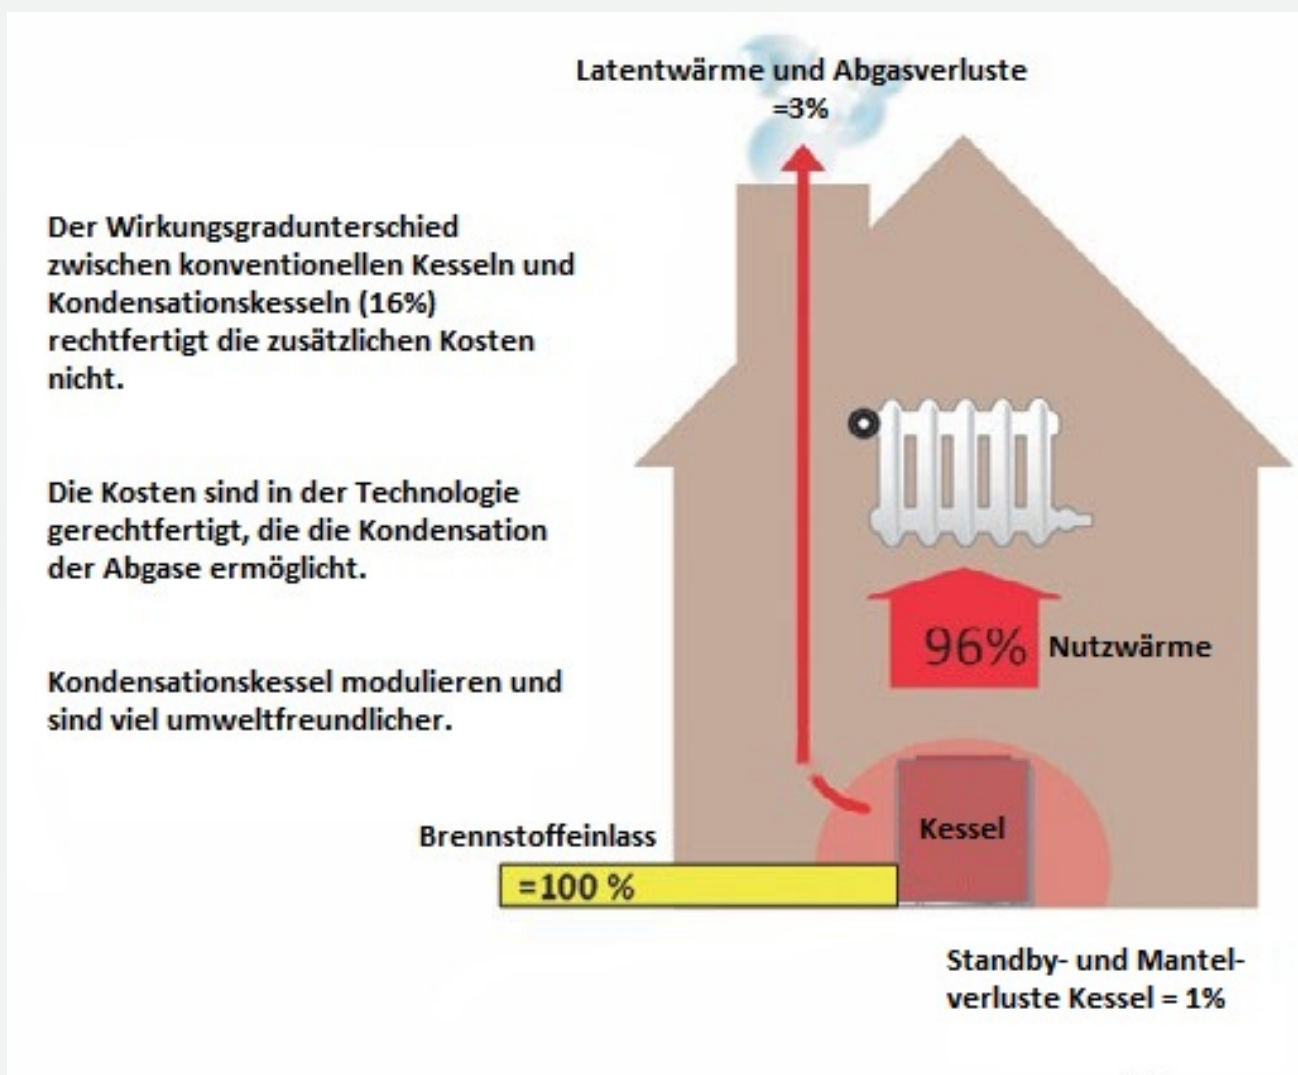 Latentwärme und Abgasverluste
=3%
Der Wirkungsgradunterschied
zwischen konventionellen Kesseln und
Kondensationskesseln (16%)
rechtfertigt die zusätzlichen Kosten
nicht.
Die Kosten sind in der Technologie
gerechtfertigt, die die Kondensation
der Abgase ermöglicht.
Kondensationskessel modulieren und
sind viel umweltfreundlicher.
96% Nutzwärme
Kessel
Brennstoffeinlass
=100 %
Standby- und Mantel-
verluste Kessel = 1%